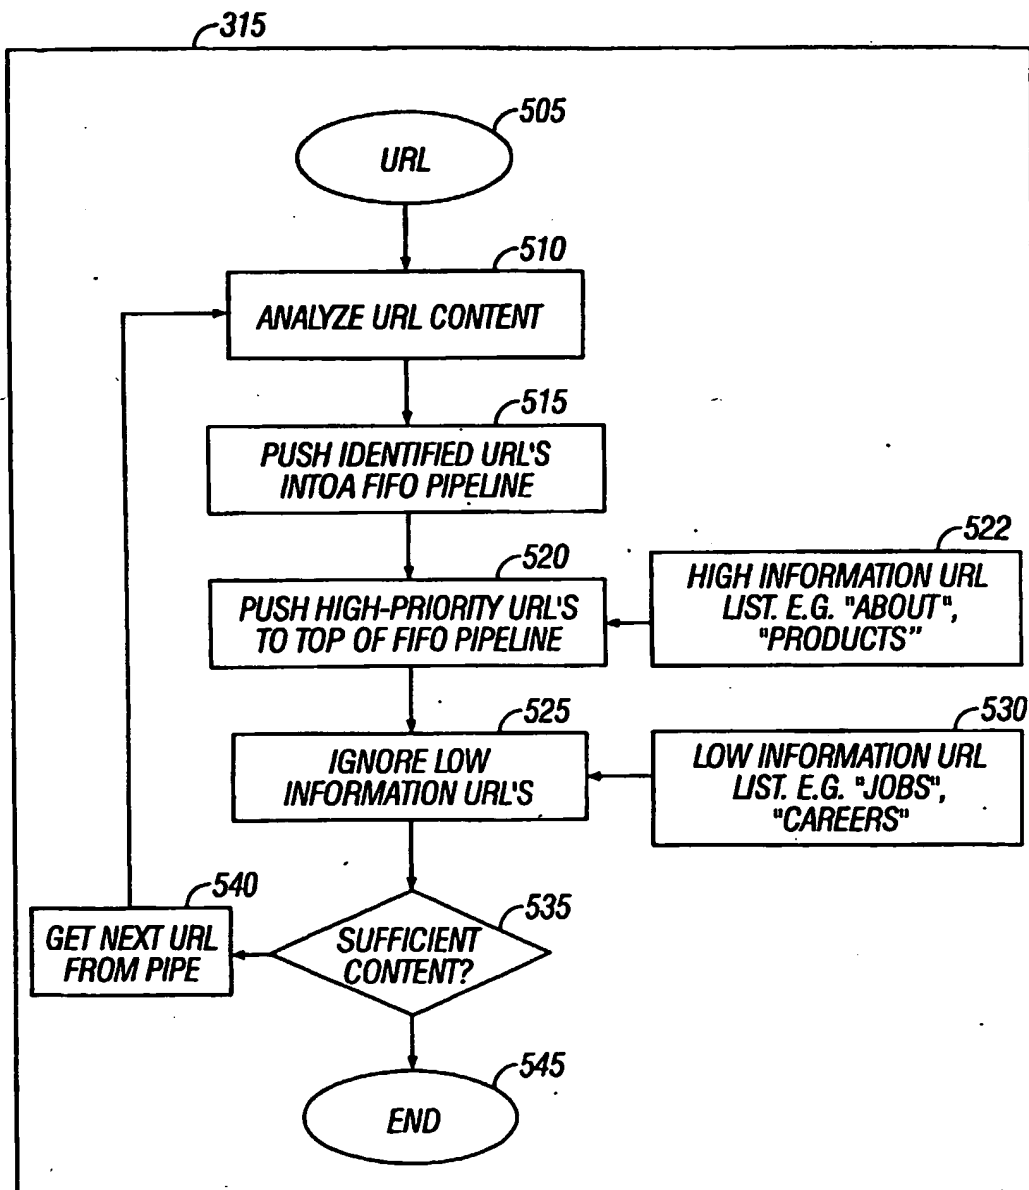 315
505
URL
510
ANALYZE URL CONTENT
515
PUSH IDENTIFIED URL'S
INTOA FIFO PIPELINE
520
PUSH HIGH-PRIORITY URL'S
TO TOP OF FIFO PIPELINE
522
HIGH INFORMATION URL
LIST. E.G. "ABOUT",
"PRODUCTS"
525
IGNORE LOW
INFORMATION URL'S
530
LOW INFORMATION URL
LIST. E.G. "JOBS",
"CAREERS"
535
SUFFICIENT
CONTENT?
540
GET NEXT URL
FROM PIPE
545
END